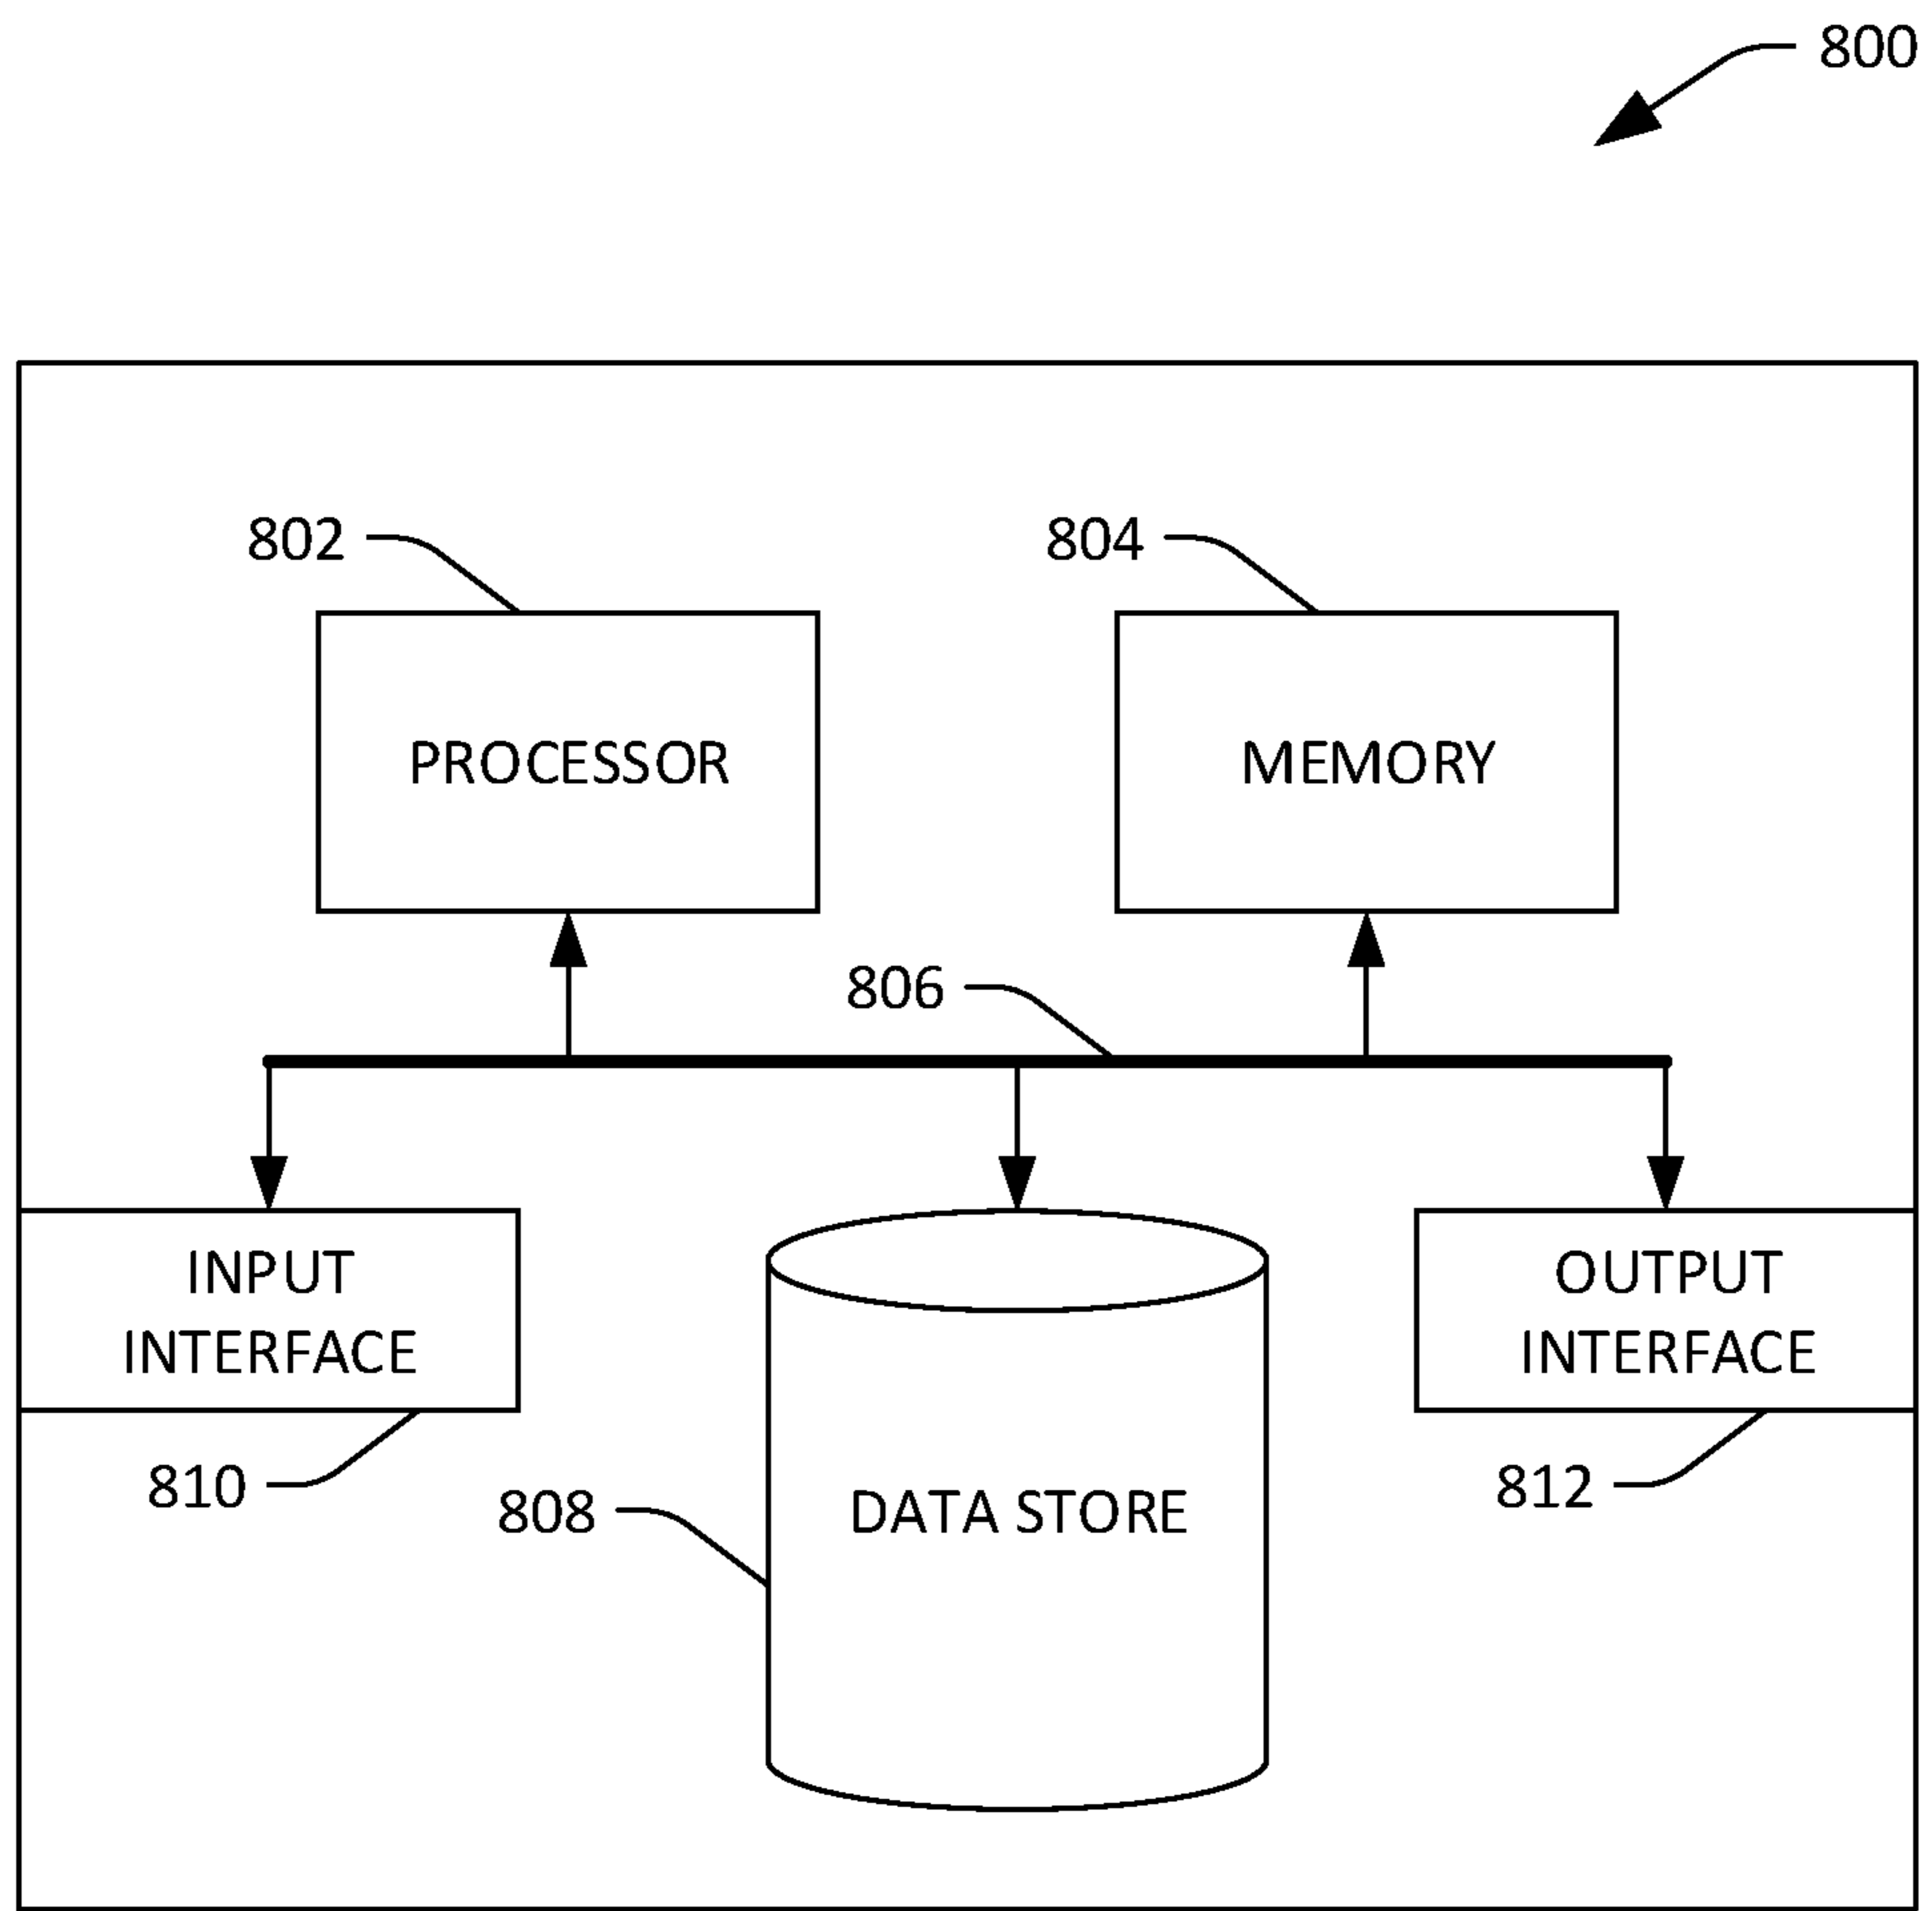 800
802
804
PROCESSOR
MEMORY
806
INPUT
INTERFACE
OUTPUT
INTERFACE
810
808
DATA STORE
812